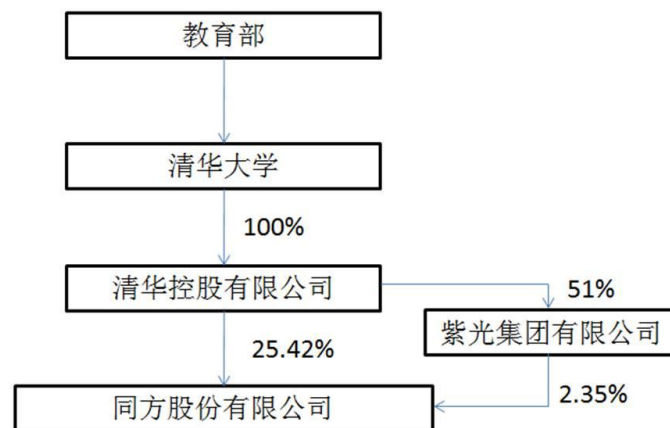 教育部
清华大学
100%
清华控股有限公司
51%
紫光集团有限公司
25.42%
2.35%
同方股份有限公司